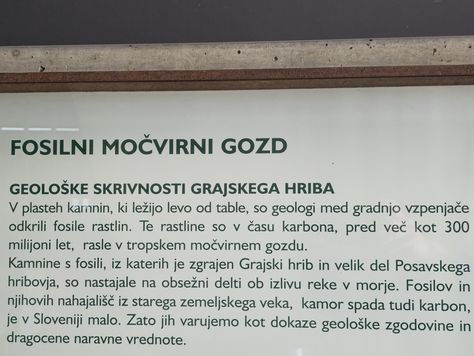 FOSILNI MOČVIRNI GOZD
GEOLOŠKE SKRIVNOSTI GRAJSKEGA HRIBA
V plasteh kamnin, ki ležijo levo od table, so geologi med gradnjo vzpenjače
odkrili fosile rastlin. Te rastline so v času karbona, pred več kot 300
milijoni let, rasle v tropskem močvirnem gozdu.
Kamnine s fosili, iz katerih je zgrajen Grajski hrib in velik del Posavskega
hribovja, so nastajale na obsežni delti ob izlivu reke v morje. Fosilov in
njihovih nahajališč iz starega zemeljskega veka, kamor spada tudi karbon,
je v Sloveniji malo. Zato jih varujemo kot dokaze geološke zgodovine in
dragocene naravne vrednote.